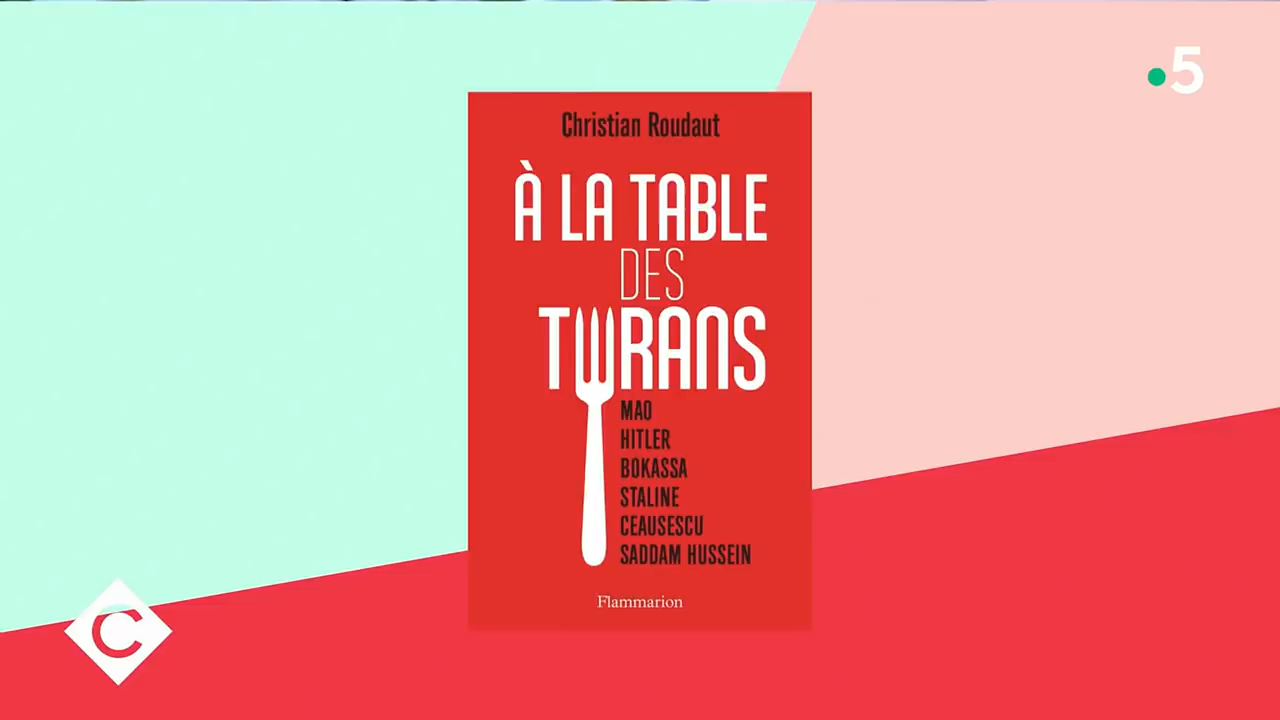 5
Christian Roudaut
À LA TABLE
DES
TYRANS
MAO
HITLER
BOKASSA
STALINE
CEAUSESCU
SADDAM HUSSEIN
Flammarion
C